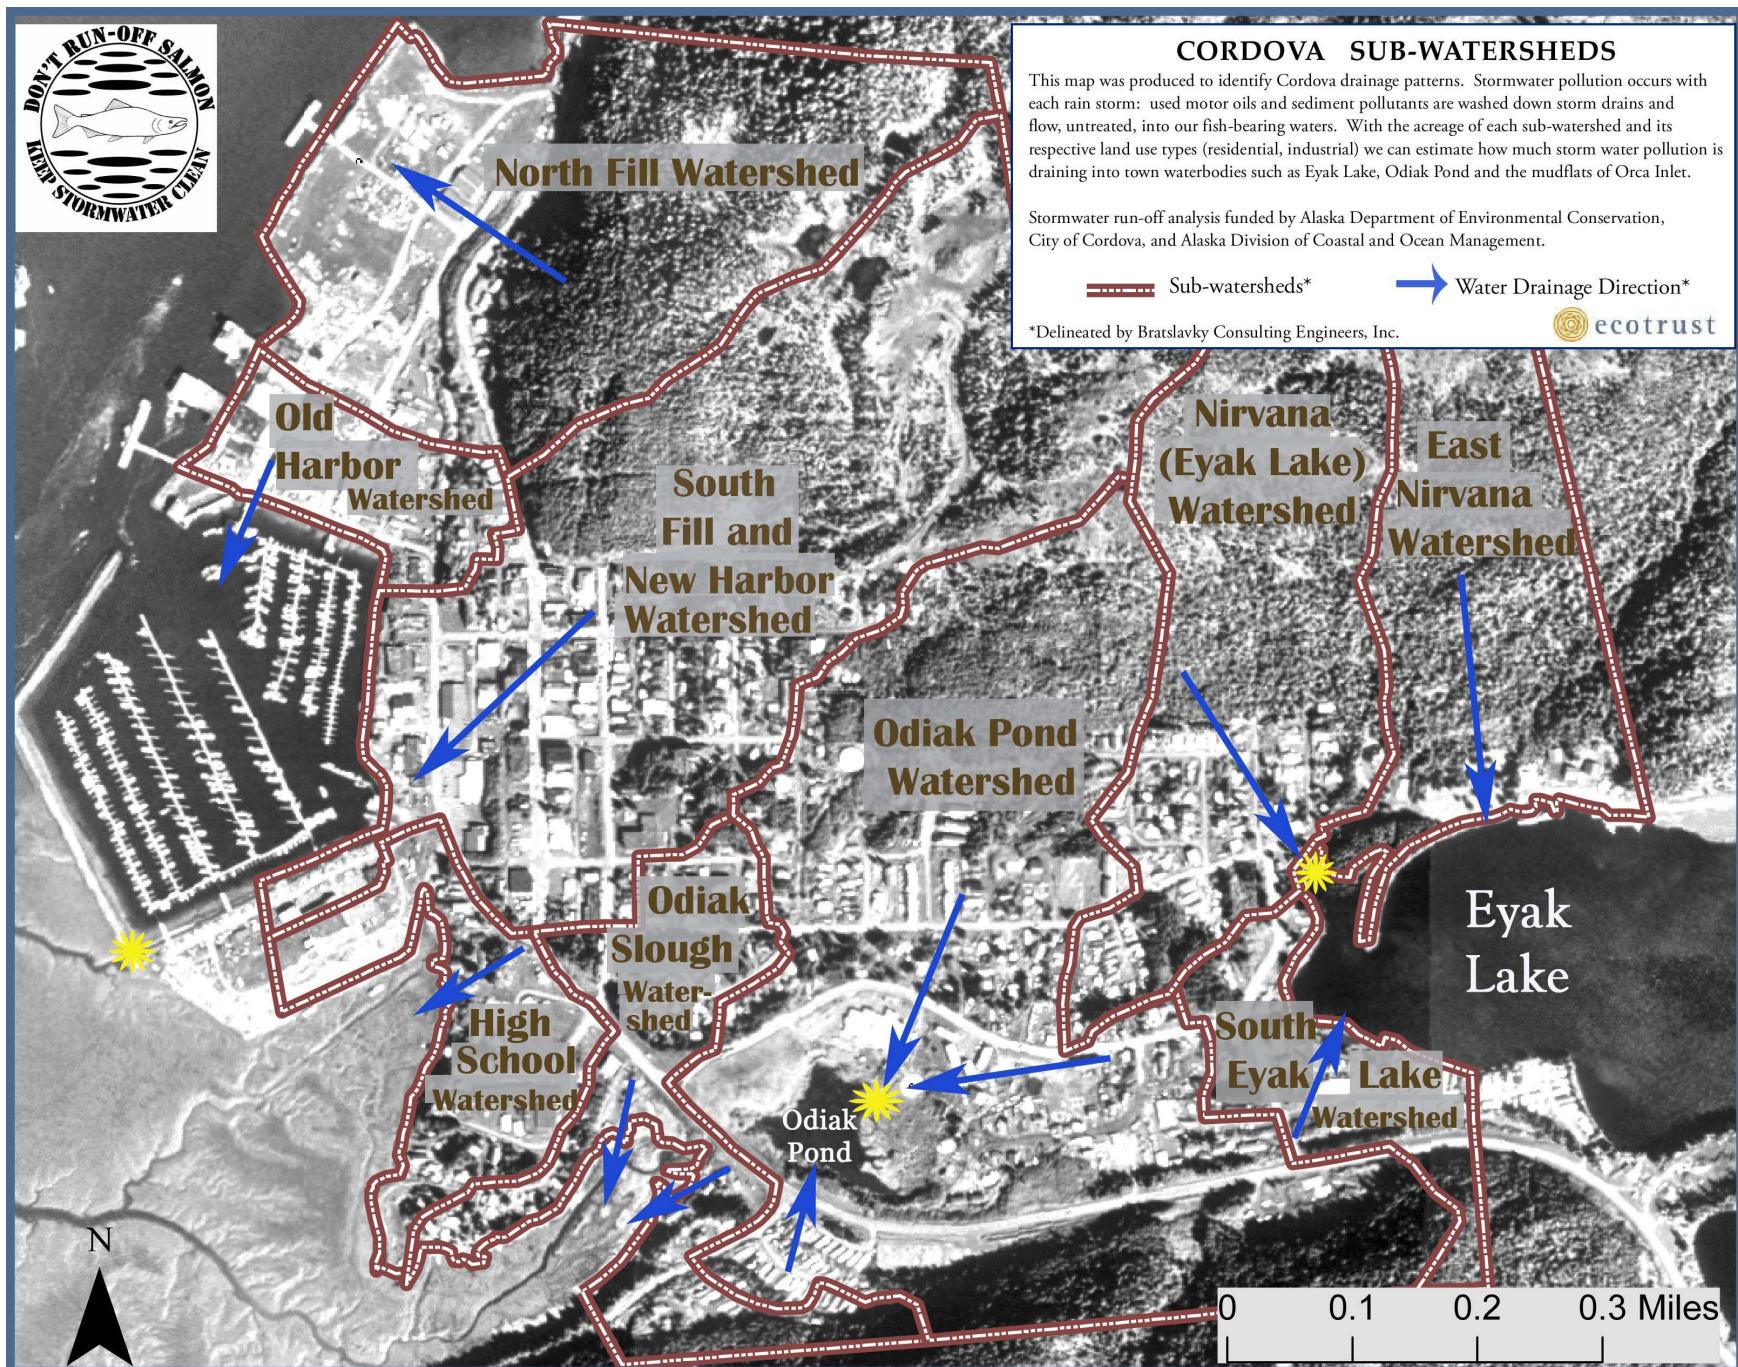 DON'T RUN-OFF SALMON
KEEP STORMWATER CLEAN
CORDOVA SUB-WATERSHEDS
This map was produced to identify Cordova drainage patterns. Stormwater pollution occurs with
each rain storm: used motor oils and sediment pollutants are washed down storm drains and
flow, untreated, into our fish-bearing waters. With the acreage of each sub-watershed and its
respective land use types (residential, industrial) we can estimate how much storm water pollution is
draining into town waterbodies such as Eyak Lake, Odiak Pond and the mudflats of Orca Inlet.
Stormwater run-off analysis funded by Alaska Department of Environmental Conservation,
City of Cordova, and Alaska Division of Coastal and Ocean Management.
Sub-watersheds*
Water Drainage Direction*
*Delineated by Bratslavky Consulting Engineers, Inc.
ecotrust
North Fill Watershed
Old
Harbor
Watershed
South
Fill and
New Harbor
Watershed
Nirvana
(Eyak Lake)
Watershed
East
Nirvana
Watershed
Odiak Pond
Watershed
Odiak
Slough
Water-
shed
High
School
Watershed
Eyak
Lake
South
Eyak Lake
Watershed
Odiak
Pond
N
0 0.1 0.2 0.3 Miles